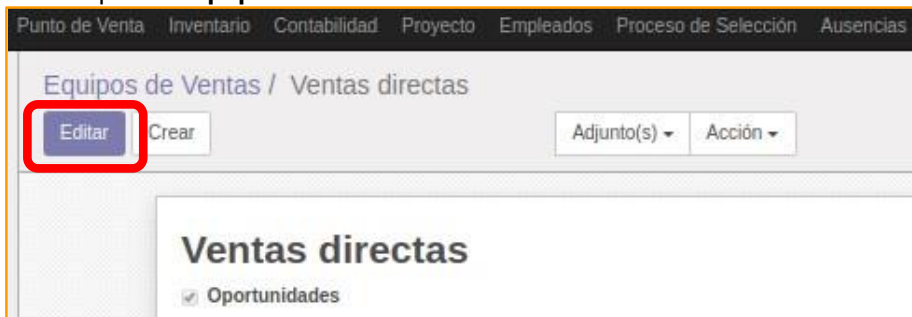 Punto de Venta Inventario Contabilidad Proyecto Empleados Proceso de Selección Ausencias
Equipos de Ventas / Ventas directas
Editar Crear Adjunto(s) Acción
Ventas directas
Oportunidades